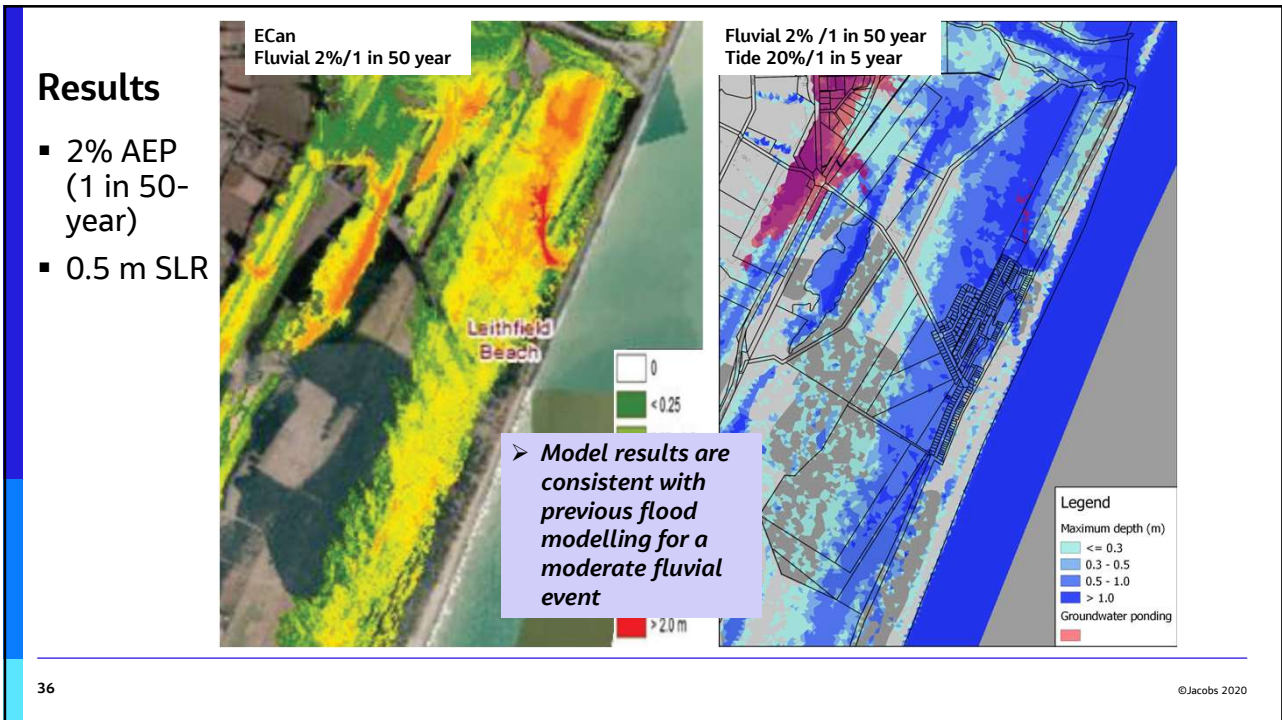 Results
▪ 2% AEP
(1 in 50-
year)
▪ 0.5 m SLR
ECan
Fluvial 2%/1 in 50 year
Leithfield
Beach
0
< 0.25
> 2.0 m
➢ Model results are
consistent with
previous flood
modelling for a
moderate fluvial
event
Fluvial 2% /1 in 50 year
Tide 20%/1 in 5 year
Legend
Maximum depth (m)
<= 0.3
0.3 - 0.5
0.5 - 1.0
> 1.0
Groundwater ponding
36
©Jacobs 2020